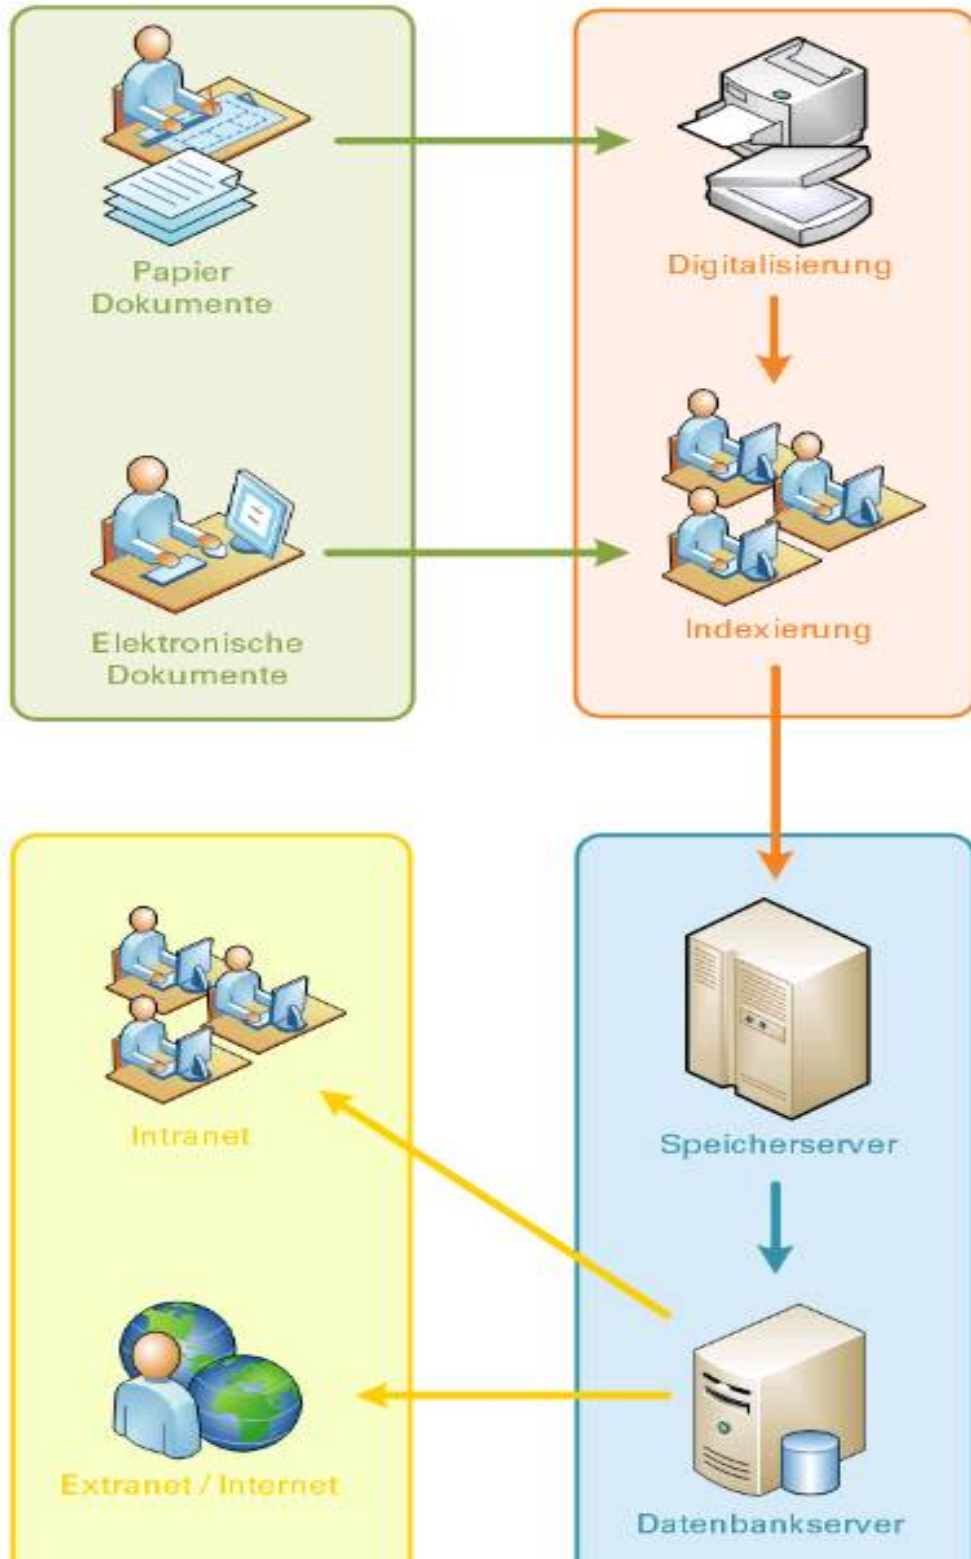 Papier
Dokumente
Digitalisierung
Elektronische
Dokumente
Indexierung
Intranet
Speicherserver
Extranet / Internet
Datenbankserver